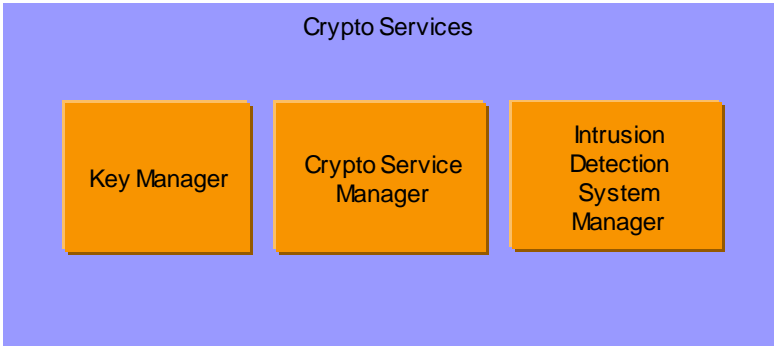 Crypto Services
Key Manager
Crypto Service
Manager
Intrusion
Detection
System
Manager